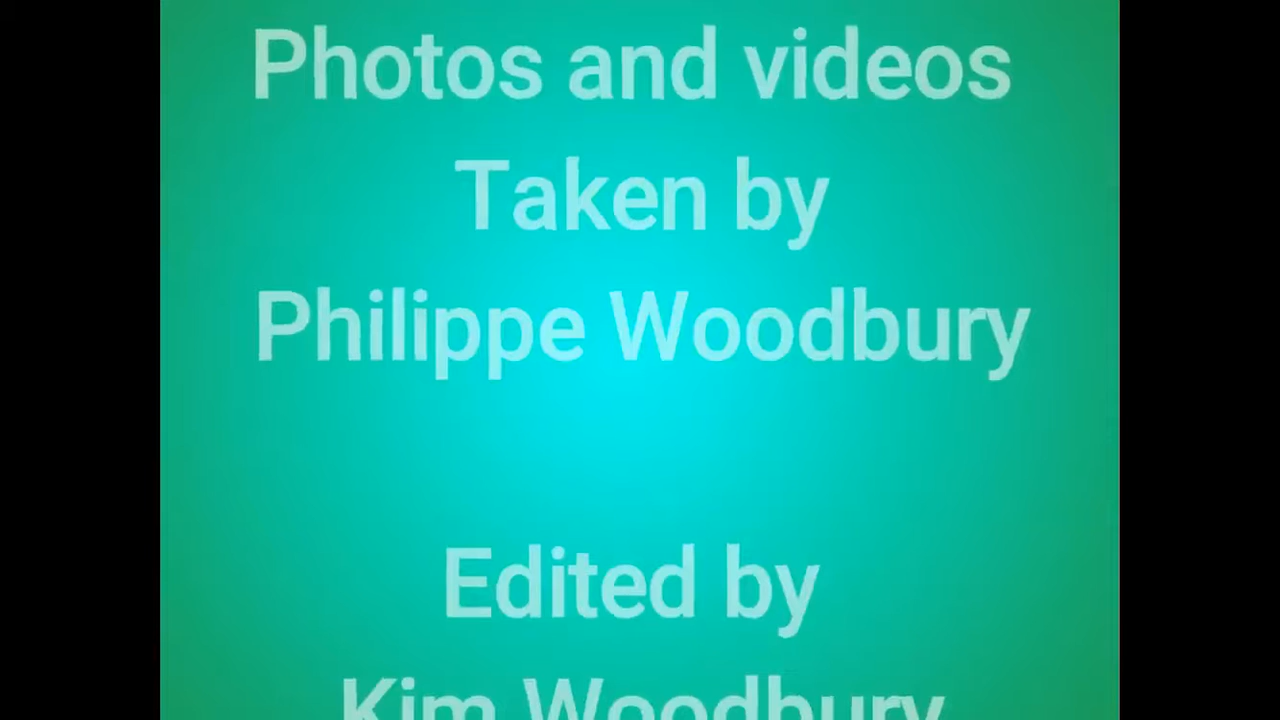 Photos and videos
Taken by
Philippe Woodbury
Edited by
Kim Woodbury